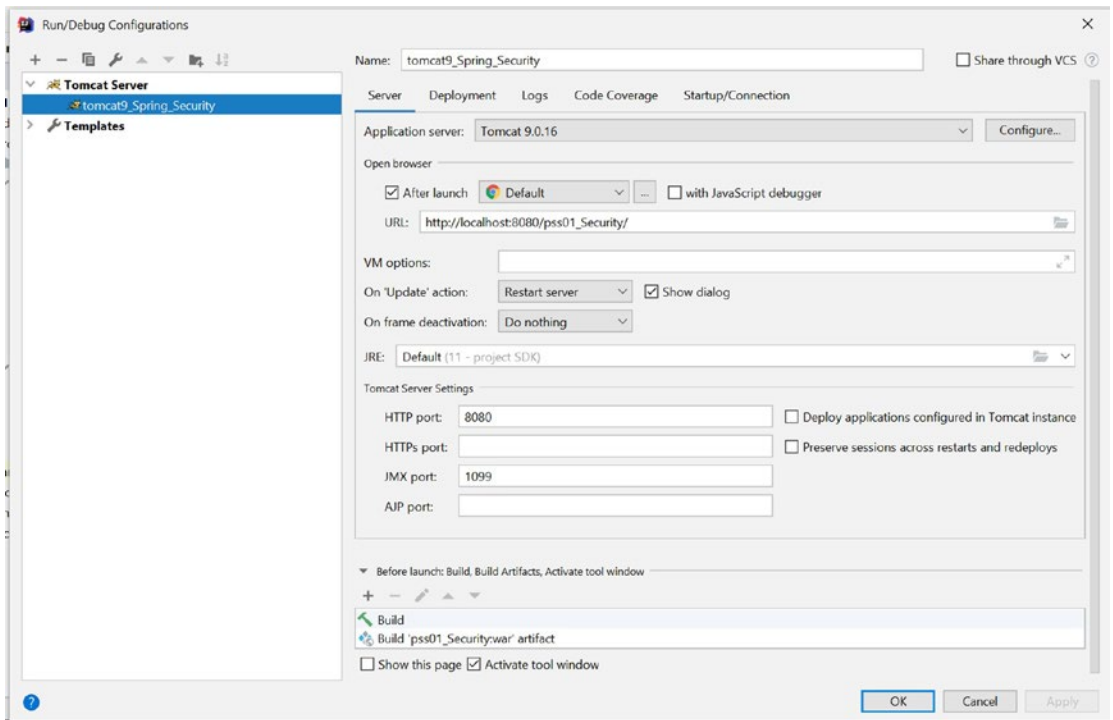 Run/Debug Configurations
Name: tomcat9_Spring_Security Share through VCS
Tomcat Server
tomcat9_Spring_Security
Templates
Server Deployment Logs Code Coverage Startup/Connection
Application server: Tomcat 9.0.16 Configure...
Open browser
After launch Default ... with JavaScript debugger
URL: http://localhost:8080/pss01_Security/
VM options:
On 'Update' action: Restart server Show dialog
On frame deactivation: Do nothing
JRE: Default (11 - project SDK)
Tomcat Server Settings
HTTP port: 8080 Deploy applications configured in Tomcat instance
HTTPs port: Preserve sessions across restarts and redeploys
JMX port: 1099
AJP port:
Before launch: Build, Build Artifacts, Activate tool window
Build
Build 'pss01_Security:war' artifact
Show this page Activate tool window
OK Cancel Apply